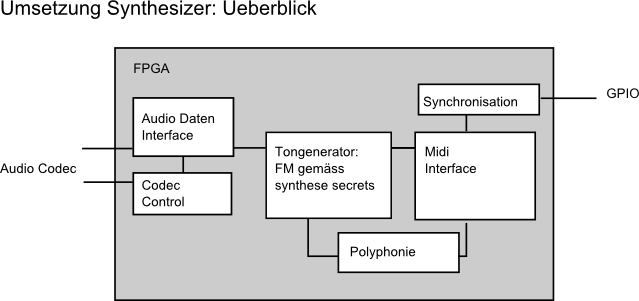 Umsetzung Synthesizer: Ueberblick
FPGA
Synchronisation
GPIO
Audio Daten
Interface
Tongenerator:
FM gemäss
synthese secrets
Midi
Interface
Audio Codec
Codec
Control
Polyphonie